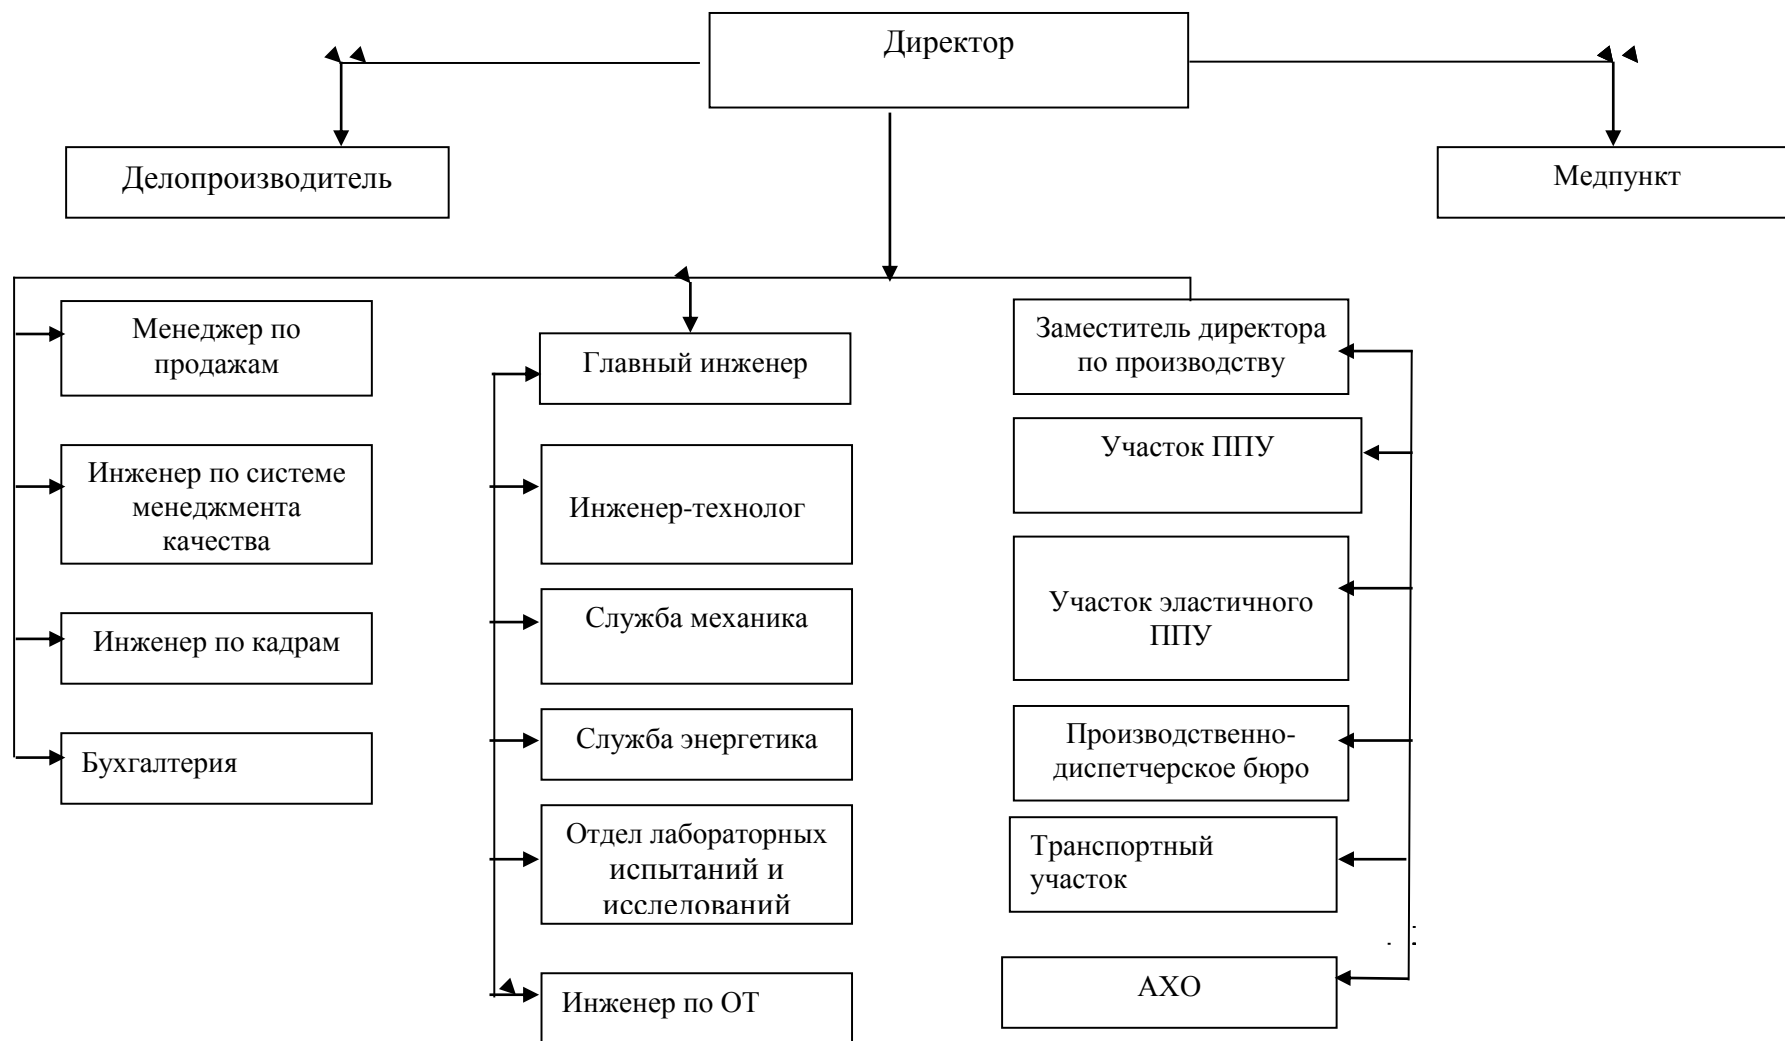 Директор
Делопроизводитель
Медпункт
Менеджер по
продажам
Инженер по системе
менеджмента
качества
Инженер по кадрам
Бухгалтерия
Главный инженер
Инженер-технолог
Служба механика
Служба энергетика
Отдел лабораторных
испытаний и
исследований
Инженер по ОТ
Заместитель директора
по производству
Участок ППУ
Участок эластичного
ППУ
Производственно-
диспетчерское бюро
Транспортный
участок
АХО